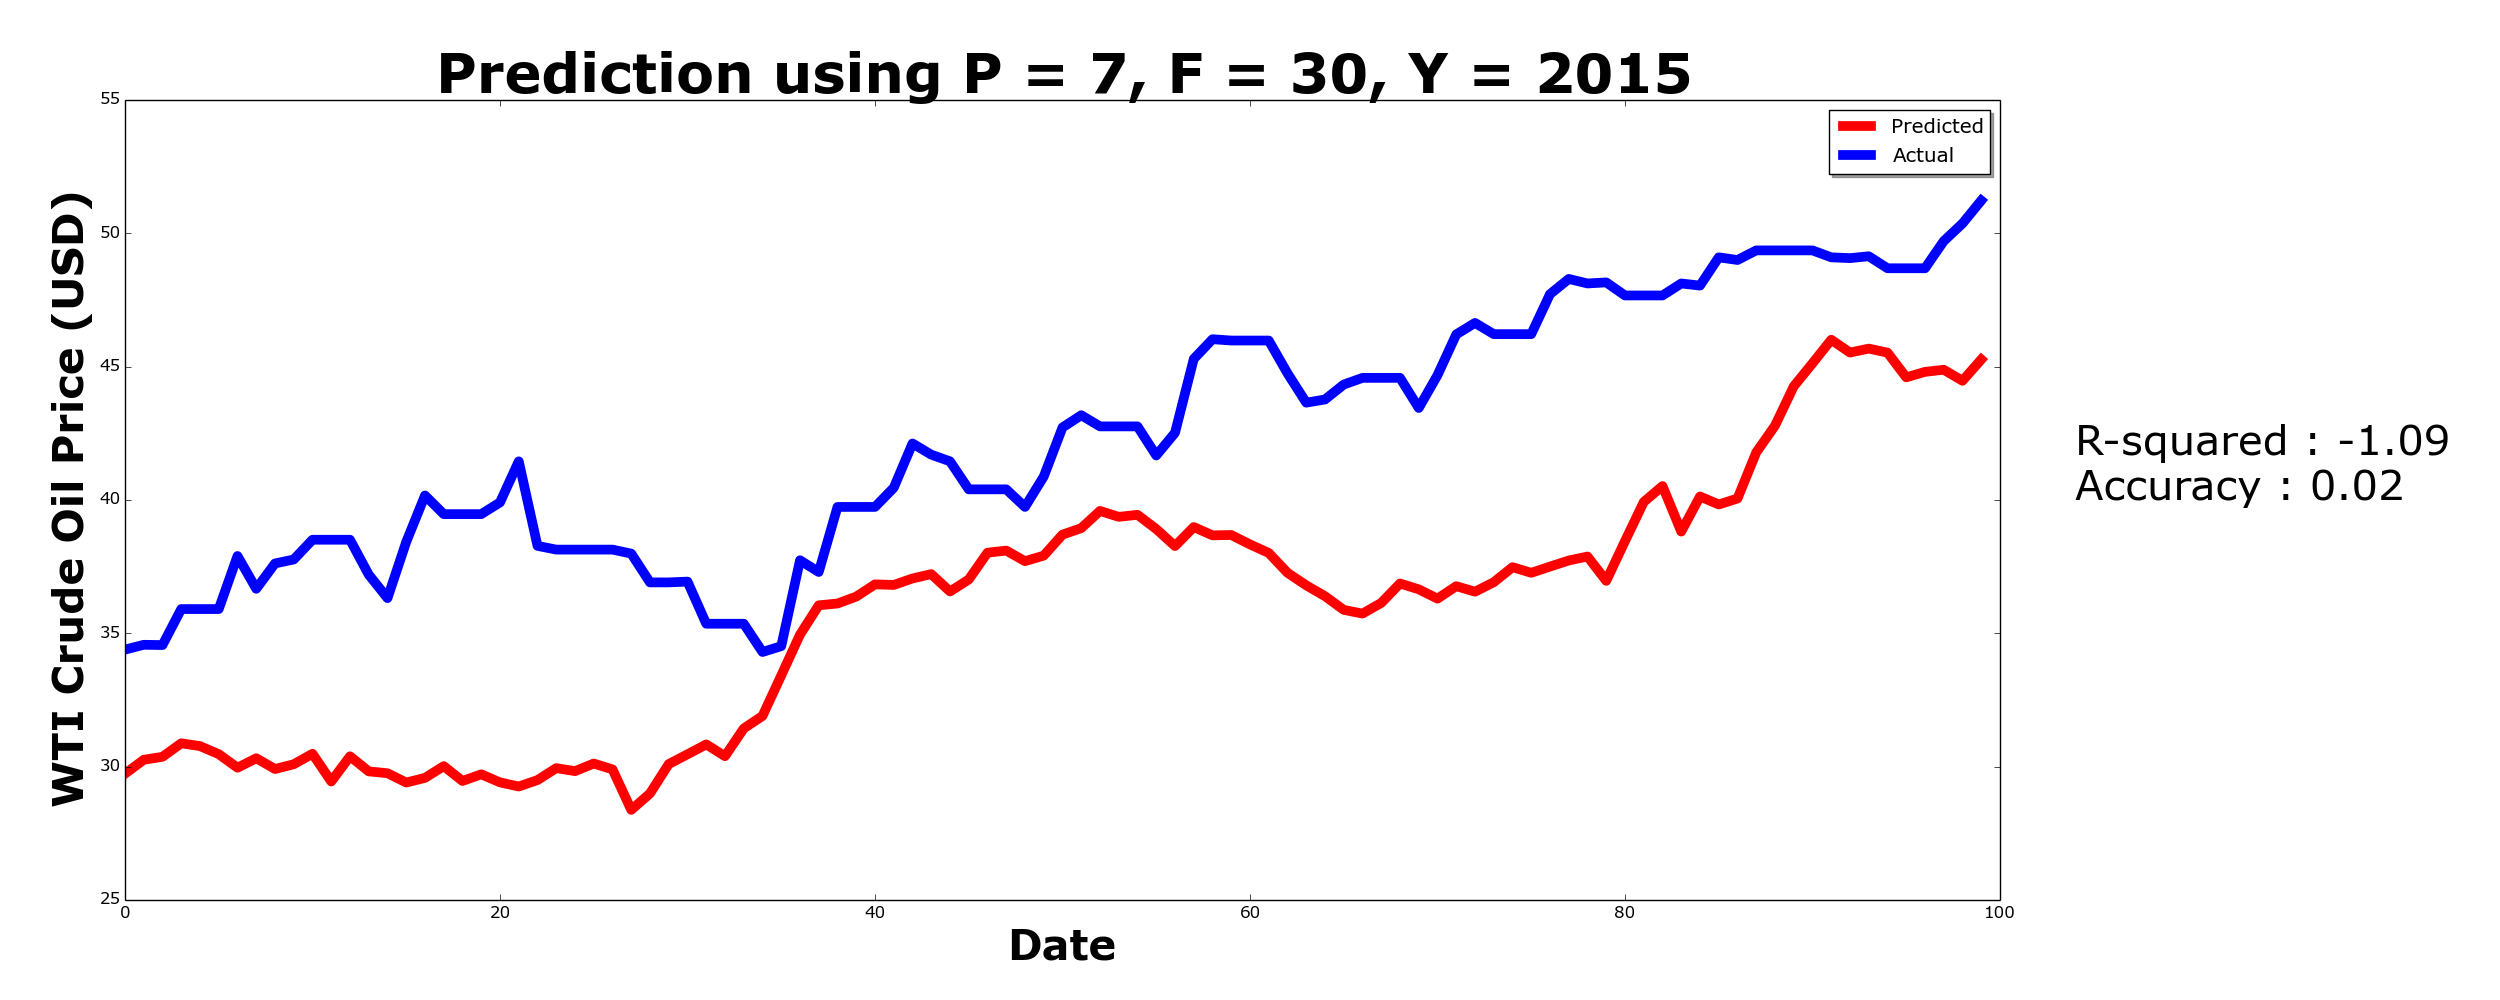 Prediction using P = 7, F = 30, Y = 2015
Predicted
Actual
WTI Crude Oil Price (USD)
55
50
45
40
35
30
25
0 20 40 60 80 100
Date
R-squared : -1.09
Accuracy : 0.02